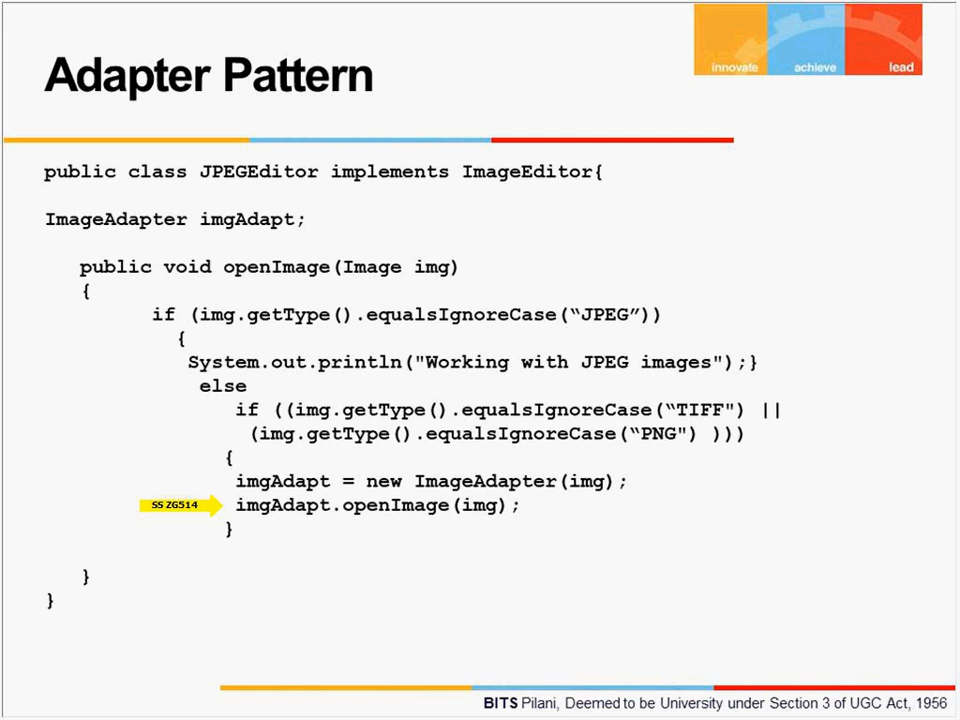 innovate achieve lead
Adapter Pattern
public class JPEGEditor implements ImageEditor{
ImageAdapter imgAdapt;
public void openImage(Image img)
{
if (img.getType().equalsIgnoreCase(“JPEG”))
{
System.out.println("Working with JPEG images");}
else
if ((img.getType().equalsIgnoreCase(“TIFF") ||
(img.getType().equalsIgnoreCase(“PNG") )))
{
imgAdapt = new ImageAdapter(img);
SS ZG514 imgAdapt.openImage(img);
}
}
}
BITS Pilani, Deemed to be University under Section 3 of UGC Act, 1956